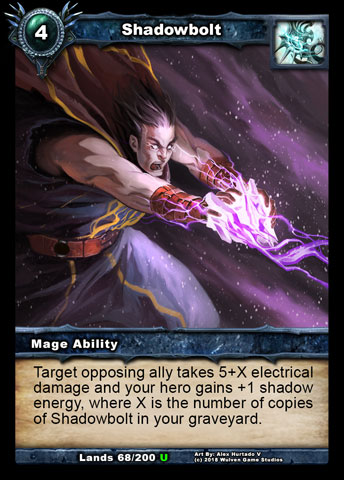 4
Shadowbolt
Mage Ability
Target opposing ally takes 5+X electrical
damage and your hero gains +1 shadow
energy, where X is the number of copies
of Shadowbolt in your graveyard.
Lands 68/200 U
Art By: Alex Hurtado V
(c) 2018 Wulven Game Studios